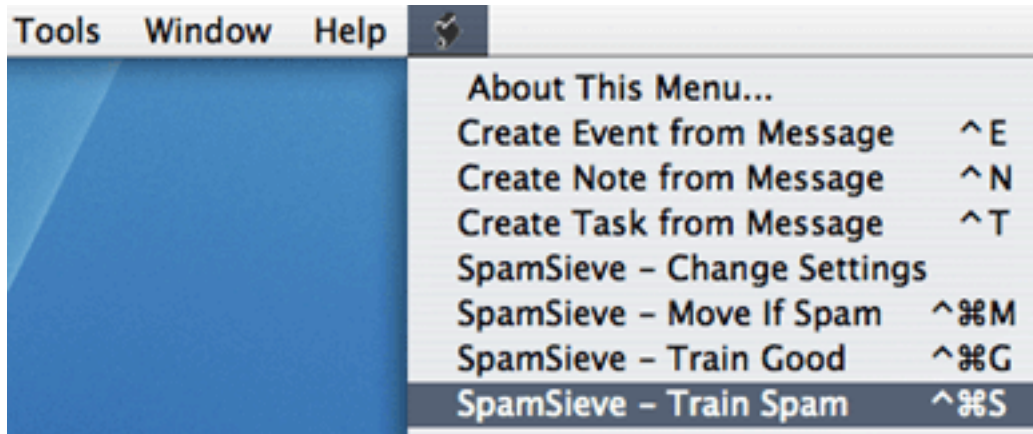 Tools Window Help
About This Menu...
Create Event from Message ^E
Create Note from Message ^N
Create Task from Message ^T
SpamSieve – Change Settings
SpamSieve – Move If Spam ^⌘M
SpamSieve – Train Good ^⌘G
SpamSieve – Train Spam ^⌘S